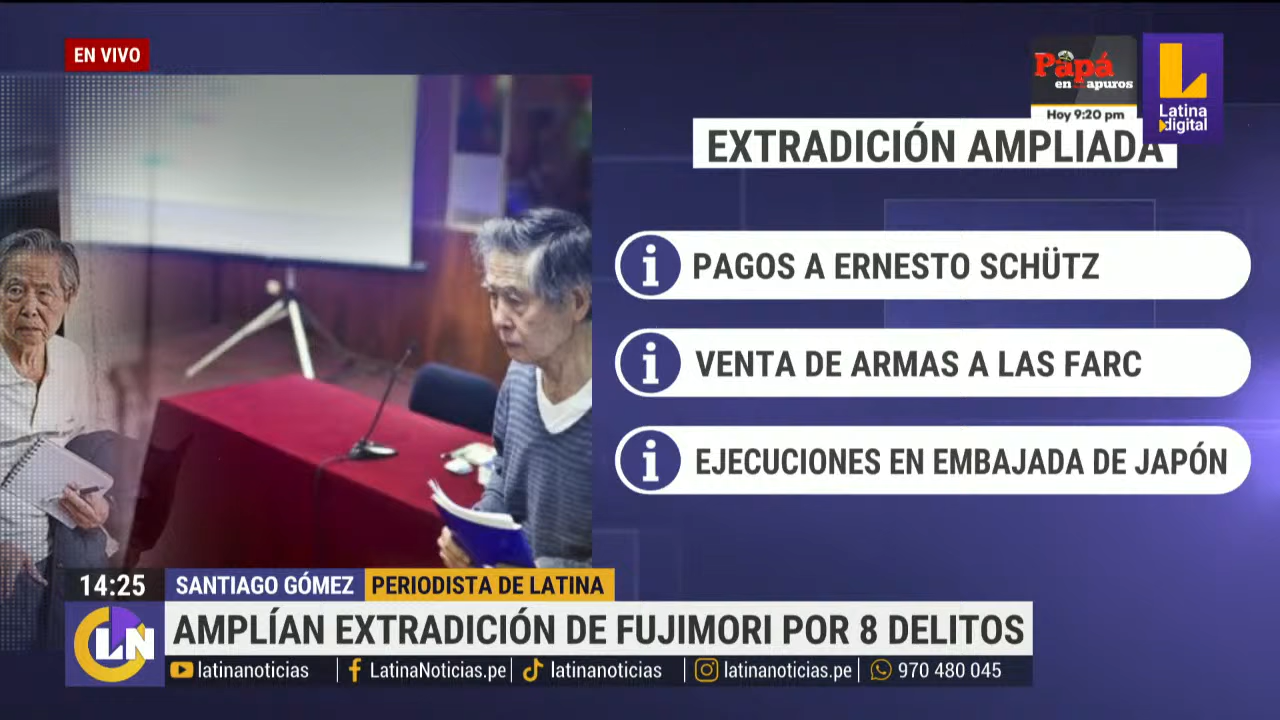 EN VIVO
Papá
en apuros
Hoy 9:20 pm
Latina
digital
EXTRADICIÓN AMPLIADA
PAGOS A ERNESTO SCHÜTZ
VENTA DE ARMAS A LAS FARC
EJECUCIONES EN EMBAJADA DE JAPÓN
14:25 SANTIAGO GÓMEZ PERIODISTA DE LATINA
LN AMPLÍAN EXTRADICIÓN DE FUJIMORI POR 8 DELITOS
latinanoticias LatinaNoticias.pe latinanoticias latinanoticias.pe 970 480 045